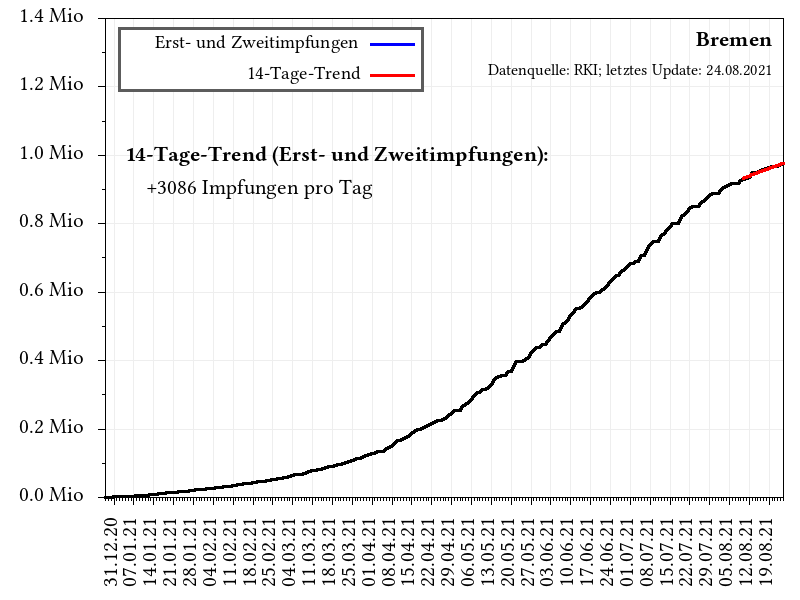 1.4 Mio
1.2 Mio
1.0 Mio
0.8 Mio
0.6 Mio
0.4 Mio
0.2 Mio
0.0 Mio
Erst- und Zweitimpfungen
14-Tage-Trend
Bremen
Datenquelle: RKI; letztes Update: 24.08.2021
14-Tage-Trend (Erst- und Zweitimpfungen):
+3086 Impfungen pro Tag
31.12.20
07.01.21
14.01.21
21.01.21
28.01.21
04.02.21
11.02.21
18.02.21
25.02.21
04.03.21
11.03.21
18.03.21
25.03.21
01.04.21
08.04.21
15.04.21
22.04.21
29.04.21
06.05.21
13.05.21
20.05.21
27.05.21
03.06.21
10.06.21
17.06.21
24.06.21
01.07.21
08.07.21
15.07.21
22.07.21
29.07.21
05.08.21
12.08.21
19.08.21